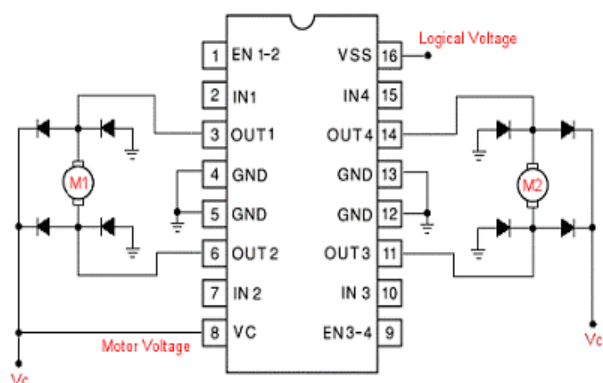 1 EN 1-2 VSS 16 Logical Voltage
2 IN1 IN4 15
3 OUT1 OUT4 14
M1 4 GND GND 13 M2
5 GND GND 12
6 OUT2 OUT3 11
7 IN 2 IN 3 10
Motor Voltage 8 VC EN3-4 9
Vc
Vc